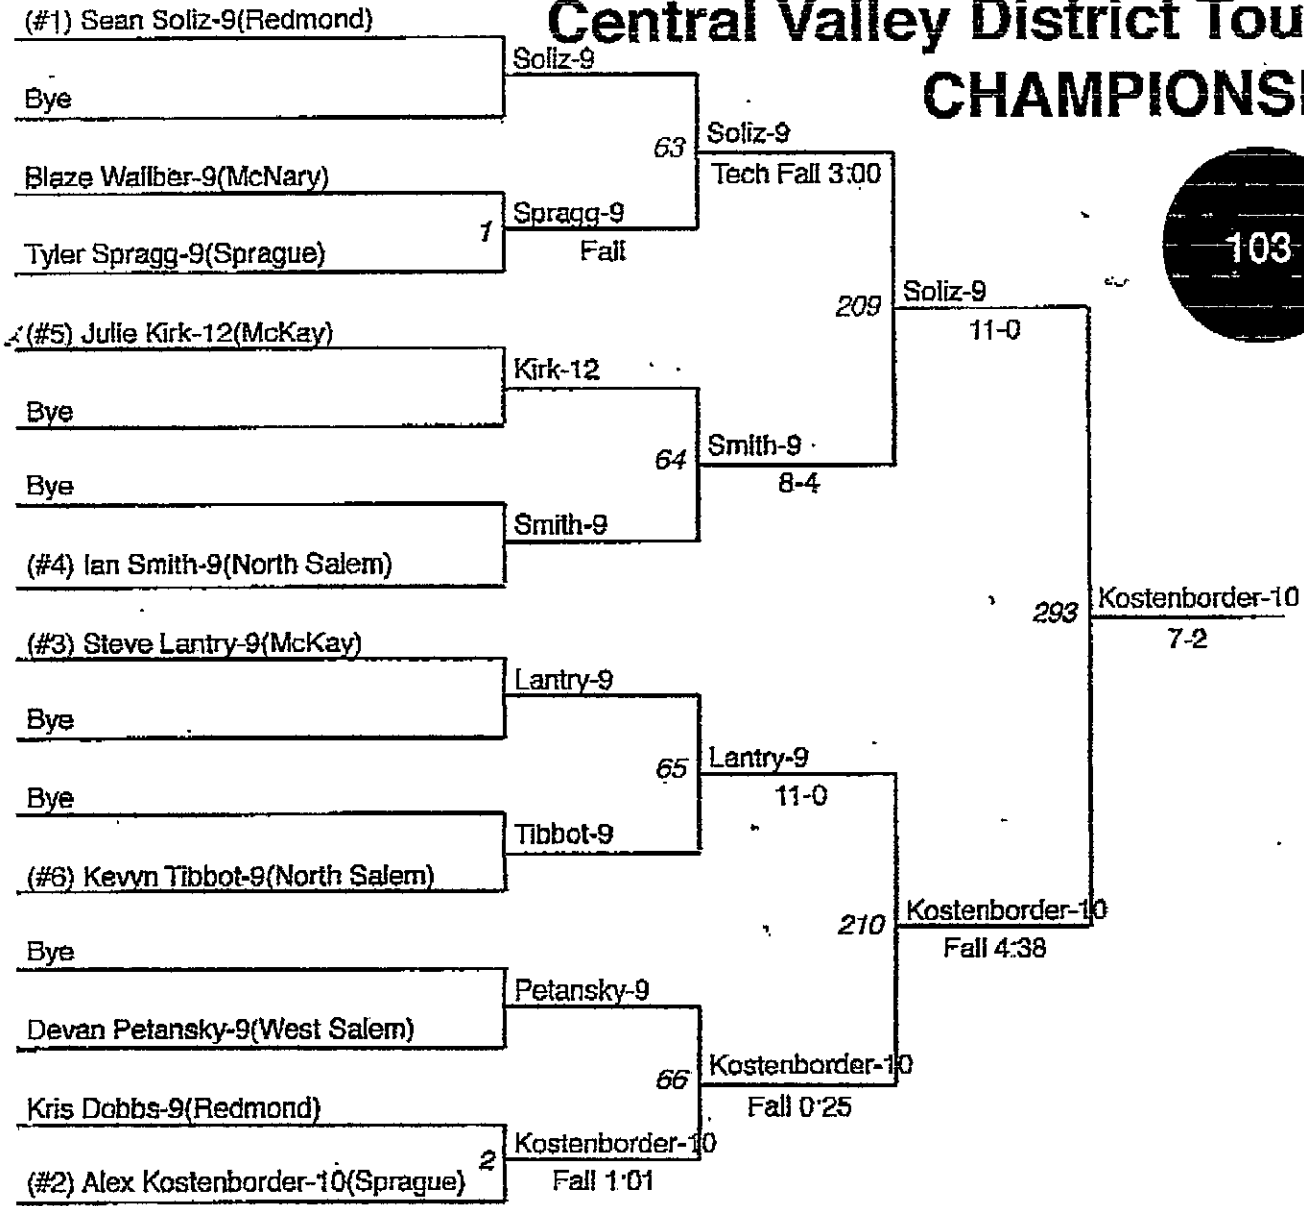 Central Valley District Tou
CHAMPIONS
103
(#1) Sean Soliz-9(Redmond)
Bye
Blaze Wallber-9(McNary)
Tyler Spragg-9(Sprague)
(#5) Julie Kirk-12(McKay)
Bye
Bye
(#4) Ian Smith-9(North Salem)
(#3) Steve Lantry-9(McKay)
Bye
Bye
(#6) Kevyn Tibbot-9(North Salem)
Bye
Devan Petansky-9(West Salem)
Kris Dobbs-9(Redmond)
(#2) Alex Kostenborder-10(Sprague)
Soliz-9
1
Spragg-9
Fall
Kirk-12
Smith-9
Lantry-9
Tibbot-9
Petansky-9
2
Kostenborder-10
Fall 1:01
63
Soliz-9
Tech Fall 3:00
64
Smith-9
8-4
65
Lantry-9
11-0
66
Kostenborder-10
Fall 0:25
209
Soliz-9
11-0
210
Kostenborder-10
Fall 4:38
293
Kostenborder-10
7-2